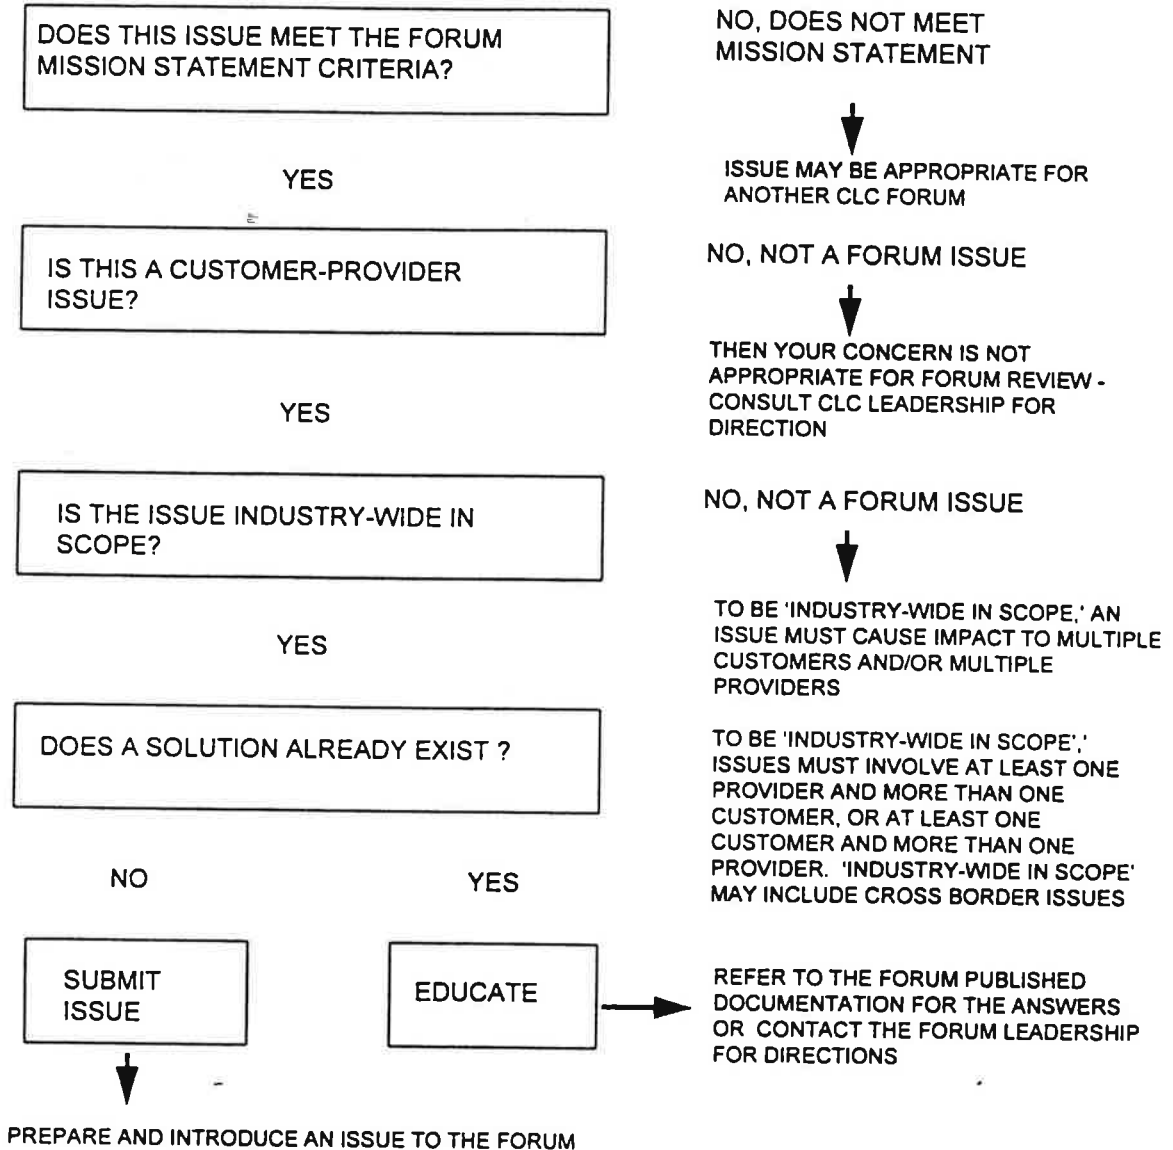 DOES THIS ISSUE MEET THE FORUM
MISSION STATEMENT CRITERIA?
NO, DOES NOT MEET
MISSION STATEMENT
YES
ISSUE MAY BE APPROPRIATE FOR
ANOTHER CLC FORUM
IS THIS A CUSTOMER-PROVIDER
ISSUE?
NO, NOT A FORUM ISSUE
THEN YOUR CONCERN IS NOT
APPROPRIATE FOR FORUM REVIEW -
CONSULT CLC LEADERSHIP FOR
DIRECTION
YES
IS THE ISSUE INDUSTRY-WIDE IN
SCOPE?
NO, NOT A FORUM ISSUE
TO BE 'INDUSTRY-WIDE IN SCOPE,' AN
ISSUE MUST CAUSE IMPACT TO MULTIPLE
CUSTOMERS AND/OR MULTIPLE
PROVIDERS
YES
DOES A SOLUTION ALREADY EXIST ?
TO BE 'INDUSTRY-WIDE IN SCOPE','
ISSUES MUST INVOLVE AT LEAST ONE
PROVIDER AND MORE THAN ONE
CUSTOMER, OR AT LEAST ONE
CUSTOMER AND MORE THAN ONE
PROVIDER. 'INDUSTRY-WIDE IN SCOPE'
MAY INCLUDE CROSS BORDER ISSUES
NO
YES
SUBMIT
ISSUE
EDUCATE
REFER TO THE FORUM PUBLISHED
DOCUMENTATION FOR THE ANSWERS
OR CONTACT THE FORUM LEADERSHIP
FOR DIRECTIONS
PREPARE AND INTRODUCE AN ISSUE TO THE FORUM